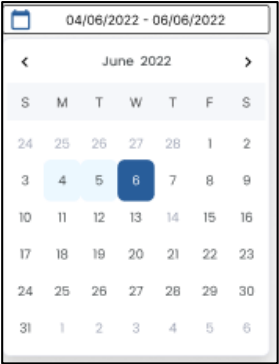 04/06/2022 - 06/06/2022
< June 2022 >
S M T W T F S
24 25 26 27 28 1 2
3 4 5 6 7 8 9
10 11 12 13 14 15 16
17 18 19 20 21 22 23
24 25 26 27 28 29 30
31 1 2 3 4 5 6